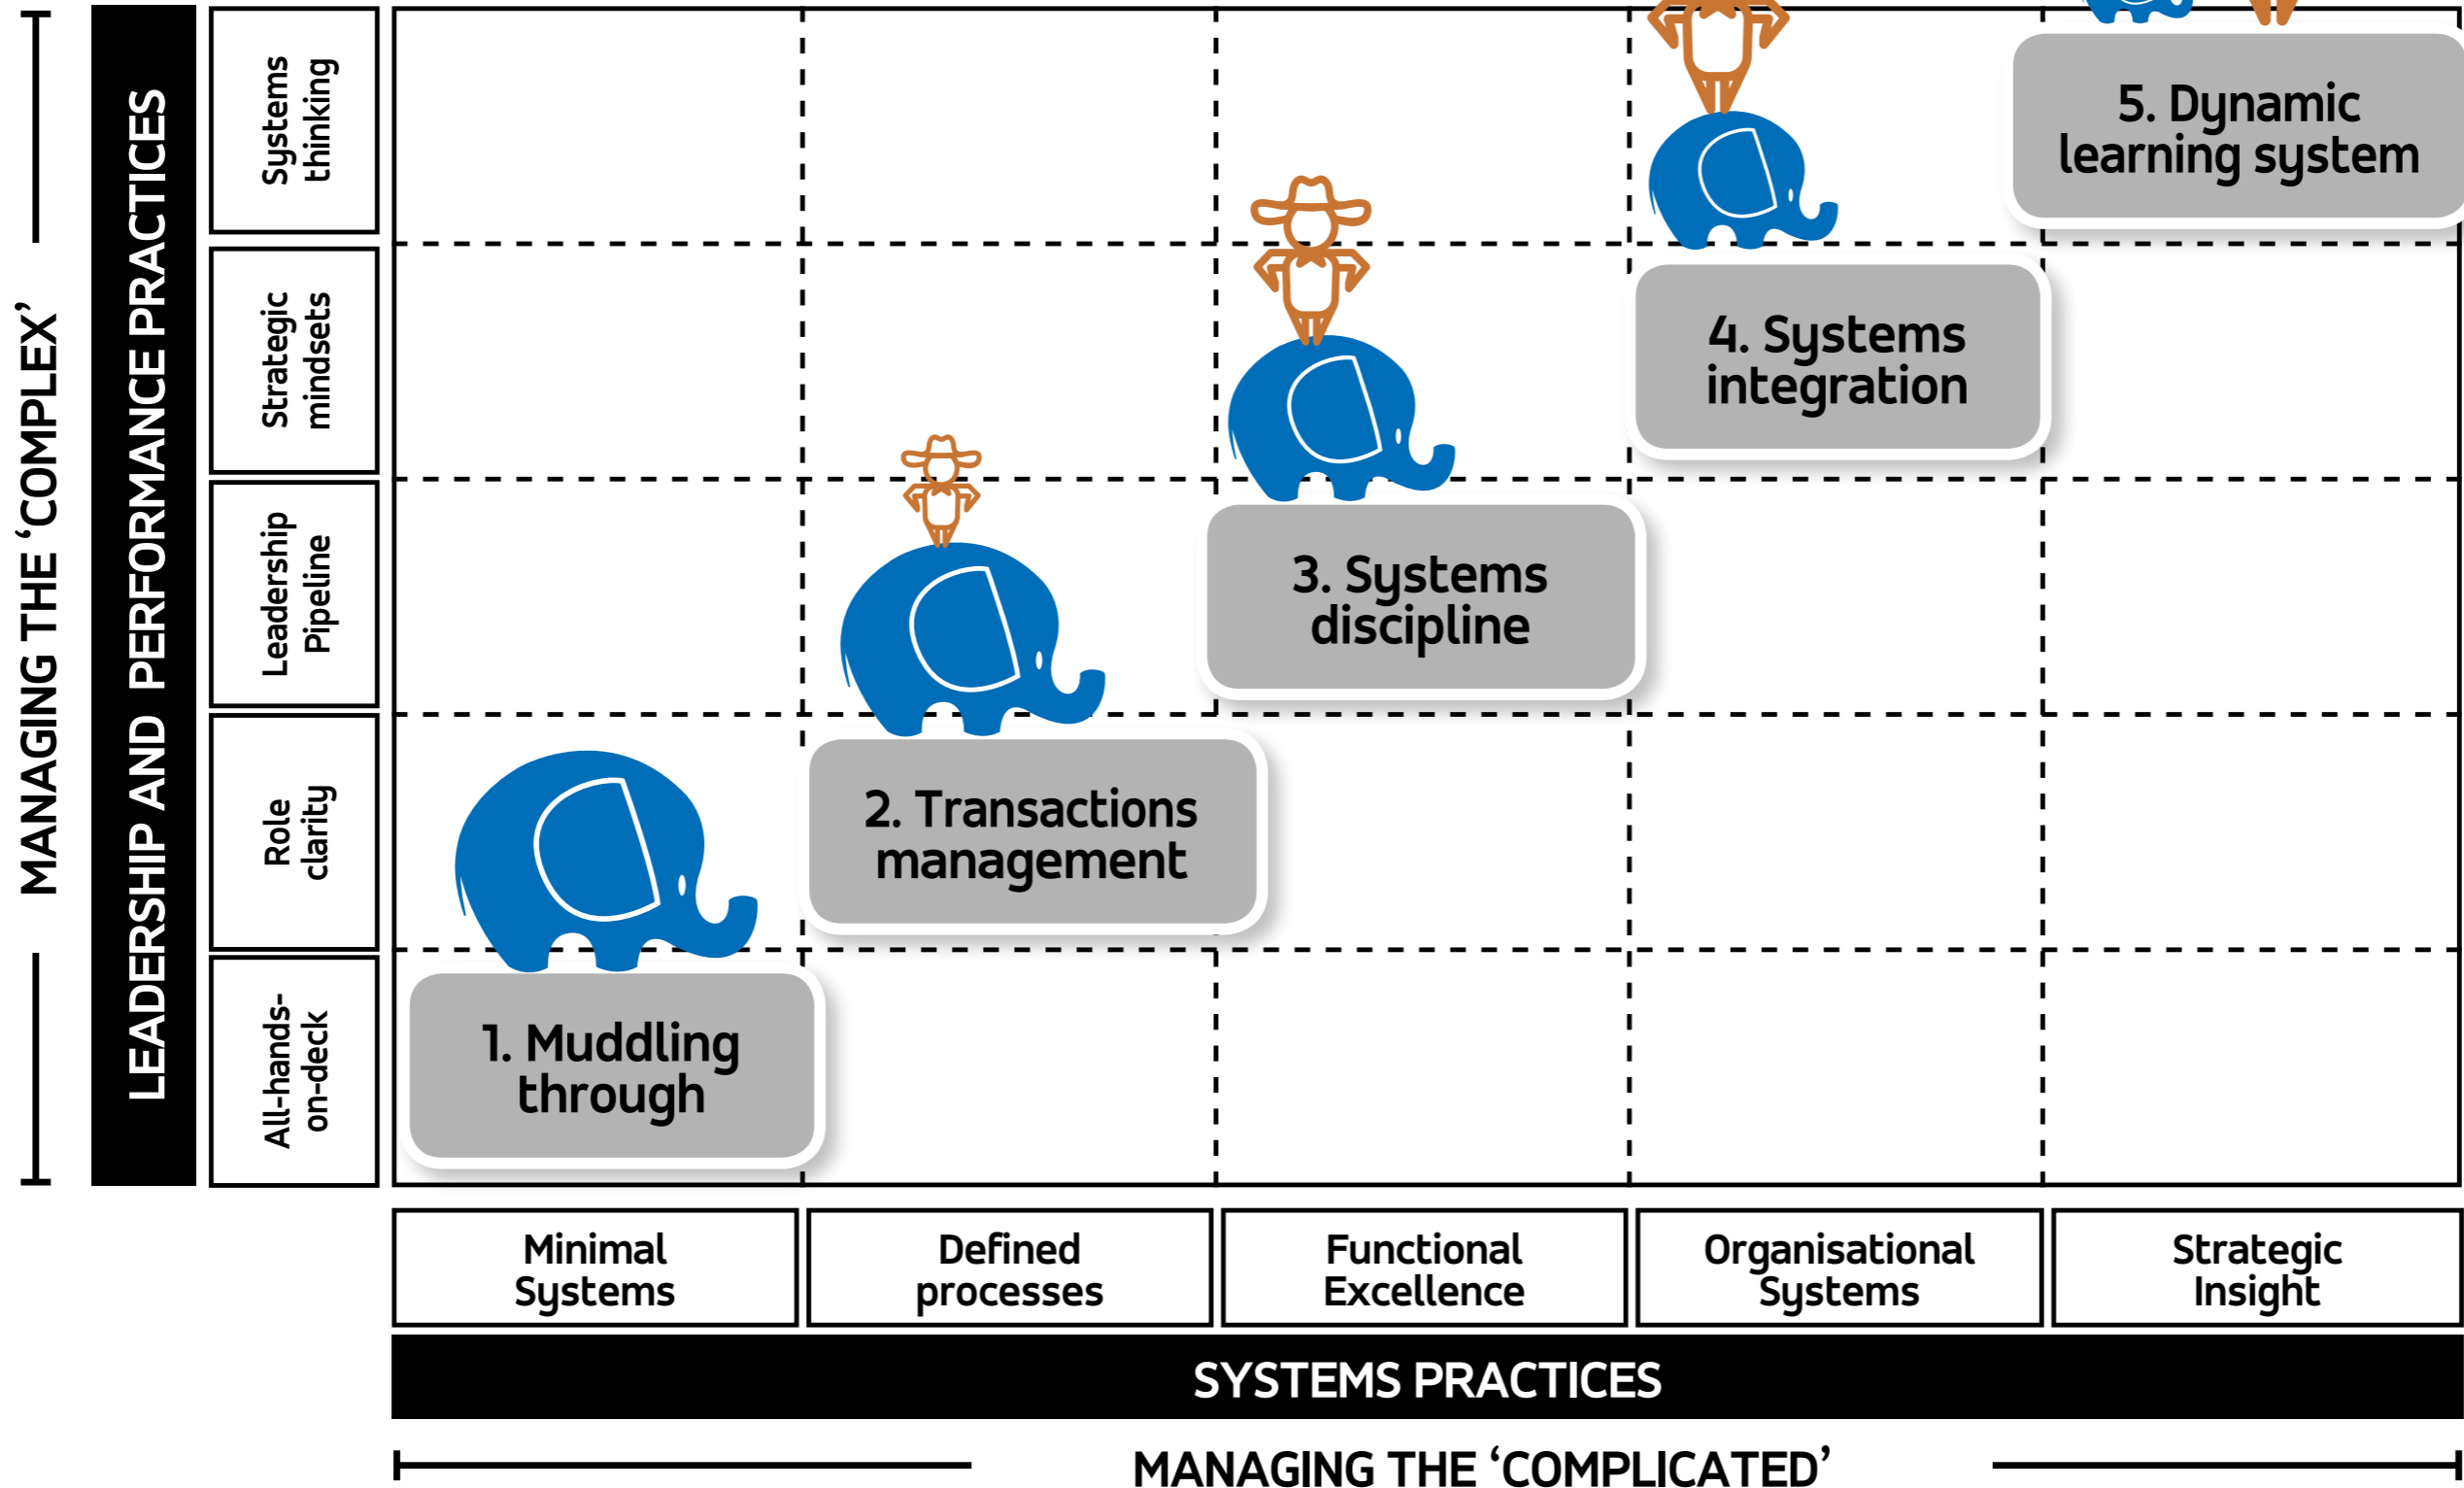 MANAGING THE ‘COMPLEX’
LEADERSHIP AND PERFORMANCE PRACTICES
Systems
thinking
Strategic
mindsets
Leadership
Pipeline
Role
clarity
All-hands-
on-deck
5. Dynamic
learning system
4. Systems
integration
3. Systems
discipline
2. Transactions
management
1. Muddling
through
Minimal
Systems
Defined
processes
Functional
Excellence
Organisational
Systems
Strategic
Insight
SYSTEMS PRACTICES
MANAGING THE ‘COMPLICATED’